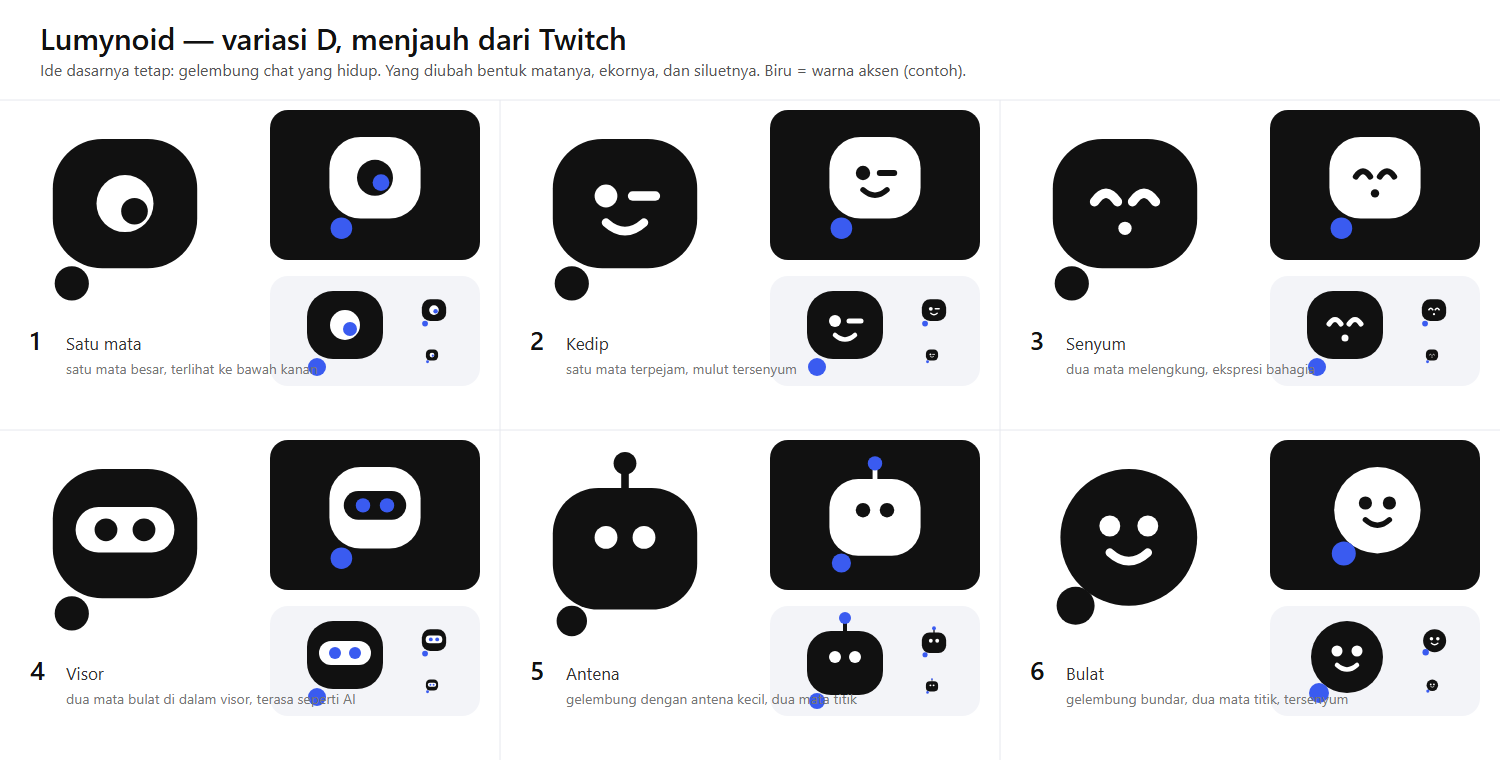 Lumynoid — variasi D, menjauh dari Twitch
Ide dasarnya tetap: gelembung chat yang hidup. Yang diubah bentuk matanya, ekornya, dan siluetnya. Biru = warna aksen (contoh).
1 Satu mata
satu mata besar, terlihat ke bawah kanan
2 Kedip
satu mata terpejam, mulut tersenyum
3 Senyum
dua mata melengkung, ekspresi bahagia
4 Visor
dua mata bulat di dalam visor, terasa seperti AI
5 Antena
gelembung dengan antena kecil, dua mata titik
6 Bulat
gelembung bundar, dua mata titik, tersenyum